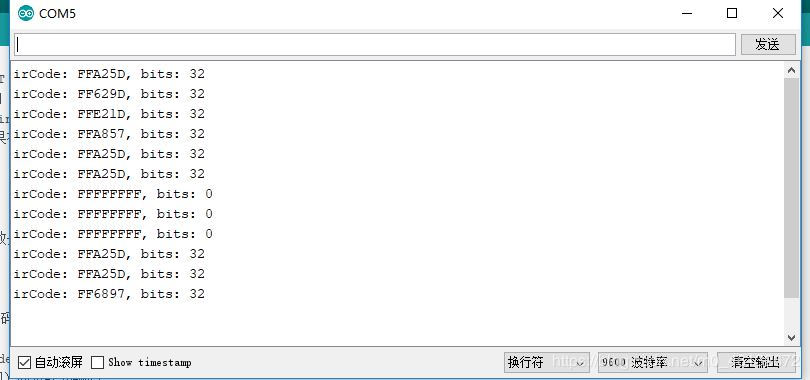 COM5
发送
irCode: FFA25D, bits: 32
irCode: FF629D, bits: 32
irCode: FFE21D, bits: 32
irCode: FFA857, bits: 32
irCode: FFA25D, bits: 32
irCode: FFA25D, bits: 32
irCode: FFFFFFFF, bits: 0
irCode: FFFFFFFF, bits: 0
irCode: FFFFFFFF, bits: 0
irCode: FFA25D, bits: 32
irCode: FFA25D, bits: 32
irCode: FF6897, bits: 32
自动滚屏 Show timestamp 换行符 9600 波特率 清空输出